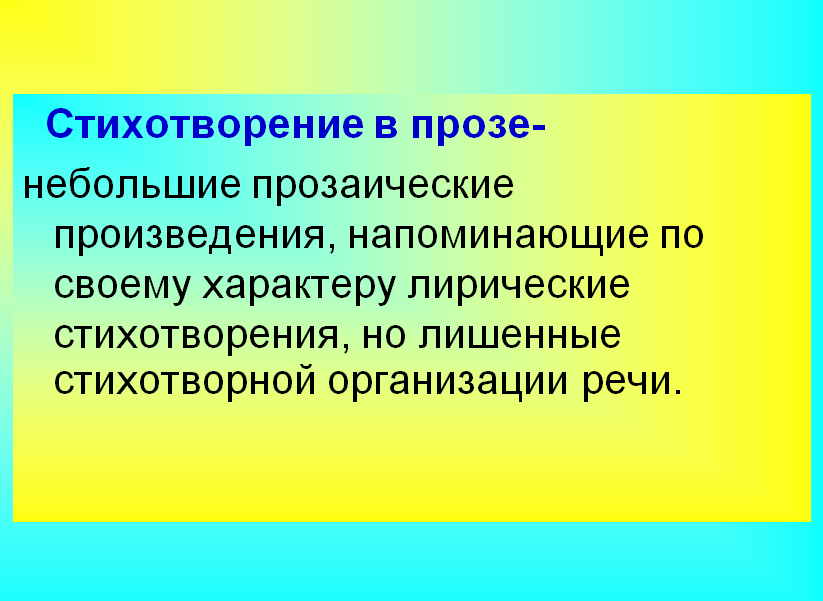 Стихотворение в прозе-
небольшие прозаические
произведения, напоминающие по
своему характеру лирические
стихотворения, но лишенные
стихотворной организации речи.